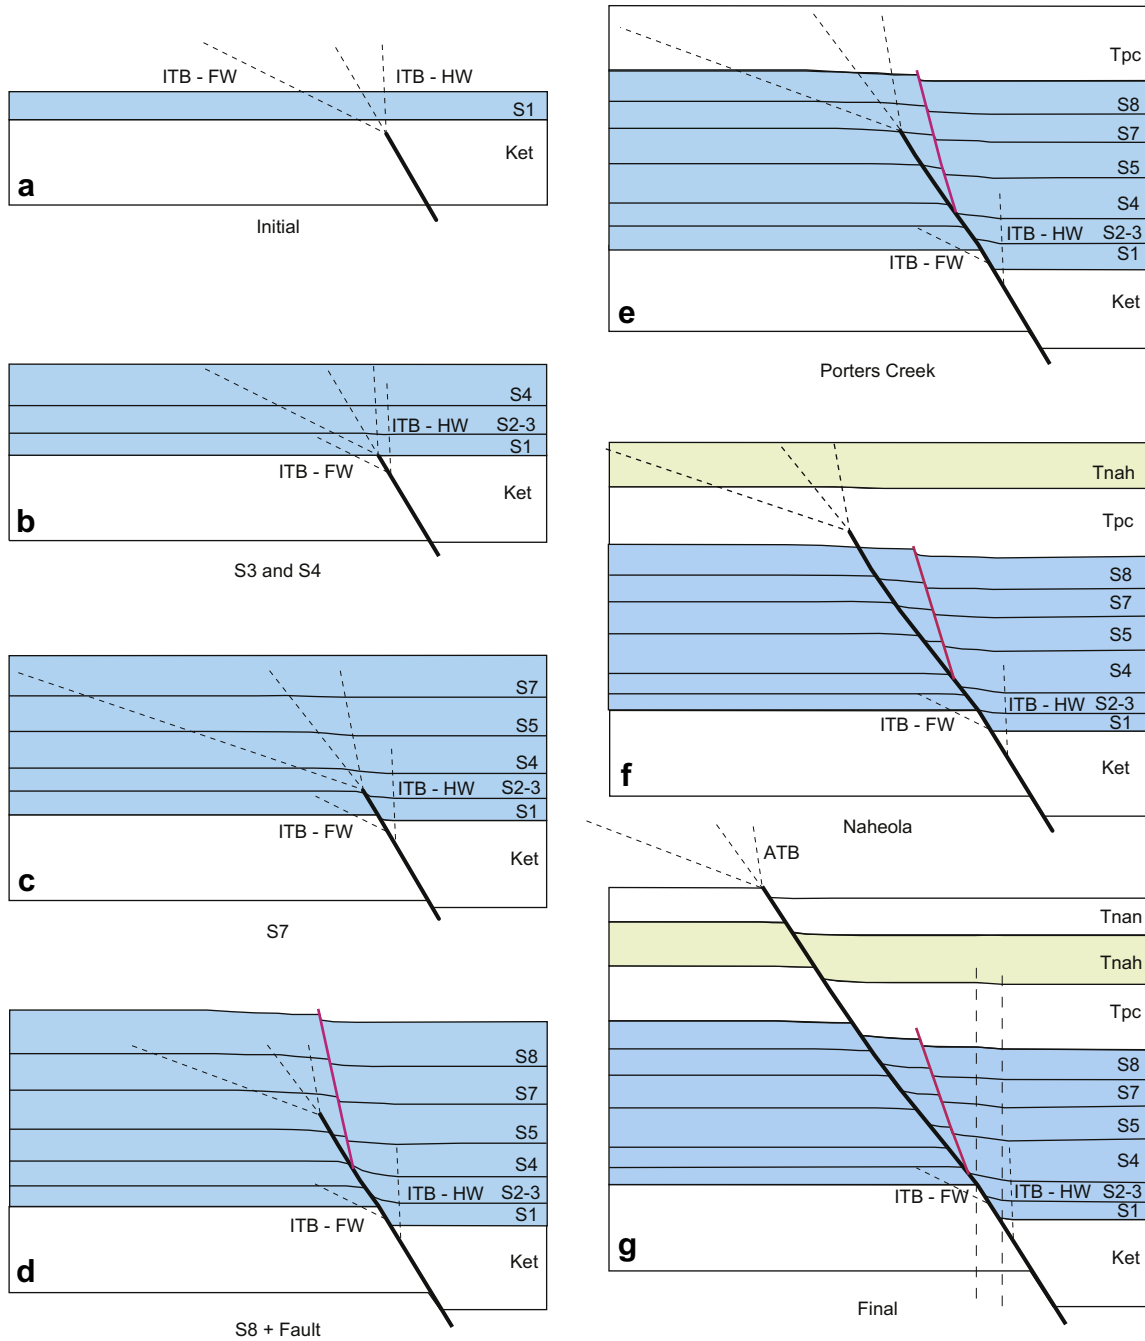 ITB - FW ITB - HW
S1
Ket
a
Initial
S4
ITB - HW S2-3
S1
ITB - FW
Ket
b
S3 and S4
S7
S5
S4
ITB - HW S2-3
S1
ITB - FW
Ket
c
S7
S8
S7
S5
S4
ITB - HW S2-3
S1
ITB - FW
Ket
d
S8 + Fault
Tpc
S8
S7
S5
S4
ITB - HW S2-3
S1
ITB - FW
Ket
e
Porters Creek
Tnah
Tpc
S8
S7
S5
S4
ITB - HW S2-3
S1
ITB - FW
Ket
f
Naheola
ATB
Tnan
Tnah
Tpc
S8
S7
S5
S4
ITB - FW ITB - HW S2-3
S1
Ket
g
Final